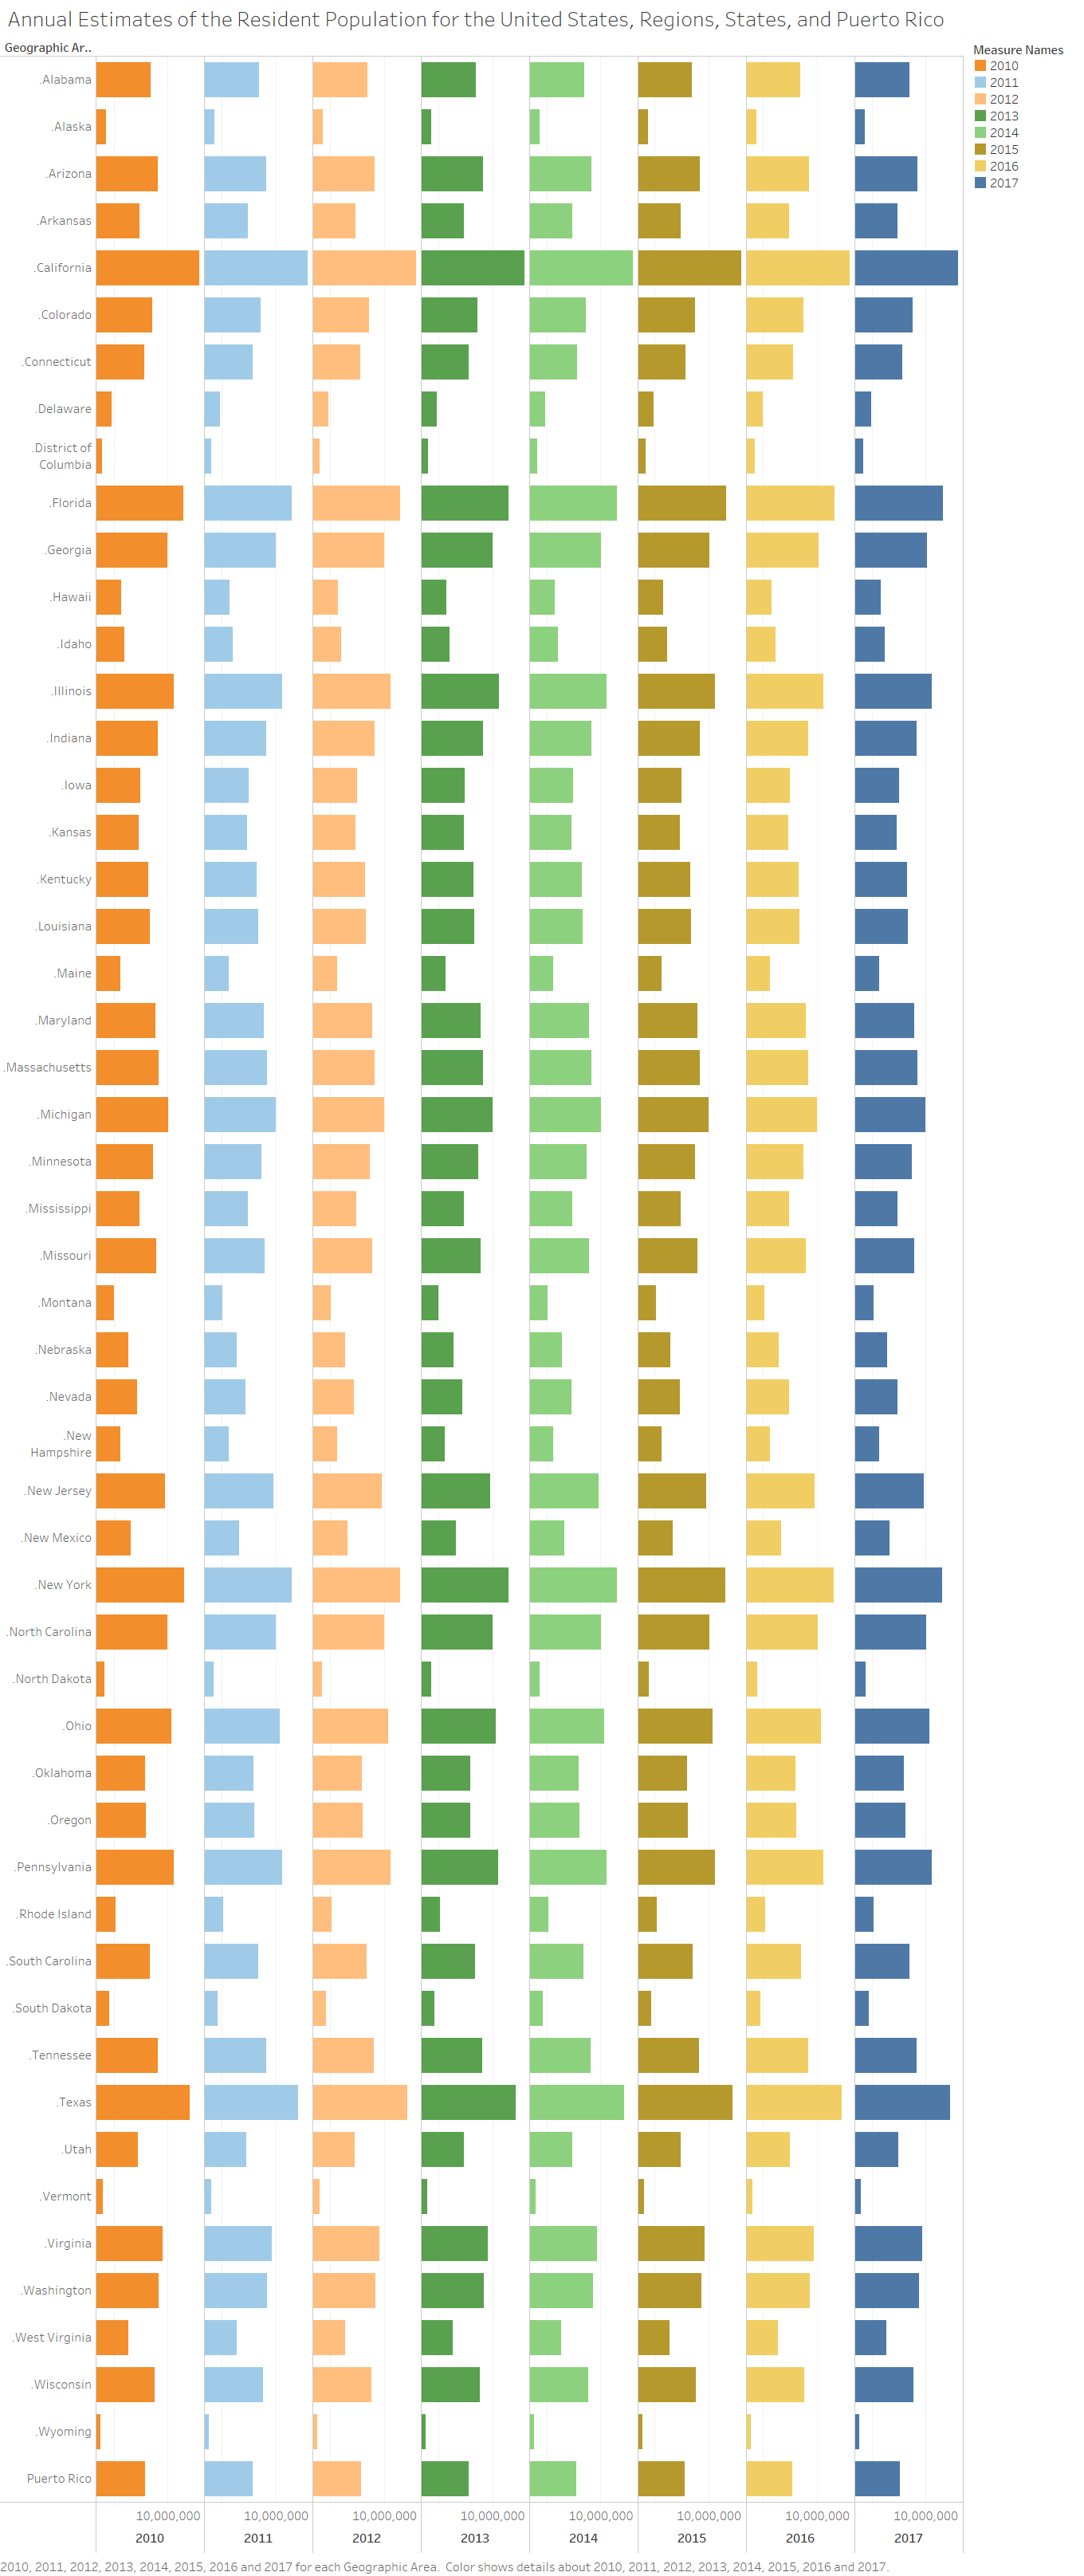 Annual Estimates of the Resident Population for the United States, Regions, States, and Puerto Rico
Geographic Ar..
Measure Names
2010
2011
2012
2013
2014
2015
2016
2017
.Alabama
.Alaska
.Arizona
.Arkansas
.California
.Colorado
.Connecticut
.Delaware
.District of
Columbia
.Florida
.Georgia
.Hawaii
.Idaho
.Illinois
.Indiana
.Iowa
.Kansas
.Kentucky
.Louisiana
.Maine
.Maryland
.Massachusetts
.Michigan
.Minnesota
.Mississippi
.Missouri
.Montana
.Nebraska
.Nevada
.New
Hampshire
.New Jersey
.New Mexico
.New York
.North Carolina
.North Dakota
.Ohio
.Oklahoma
.Oregon
.Pennsylvania
.Rhode Island
.South Carolina
.South Dakota
.Tennessee
.Texas
.Utah
.Vermont
.Virginia
.Washington
.West Virginia
.Wisconsin
.Wyoming
Puerto Rico
10,000,000 10,000,000 10,000,000 10,000,000 10,000,000 10,000,000 10,000,000 10,000,000
2010 2011 2012 2013 2014 2015 2016 2017
2010, 2011, 2012, 2013, 2014, 2015, 2016 and 2017 for each Geographic Area. Color shows details about 2010, 2011, 2012, 2013, 2014, 2015, 2016 and 2017.